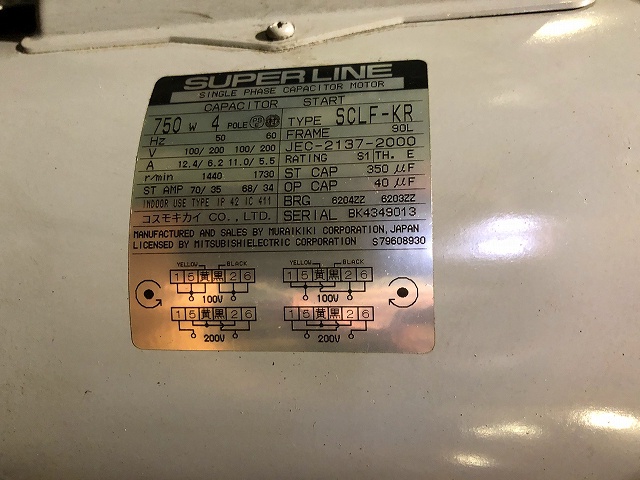 SUPER LINE
SINGLE PHASE CAPACITOR MOTOR
CAPACITOR START
750 W 4 POLE
TYPE SCLF-KR
FRAME 90L
Hz 50 60
JEC-2137-2000
V 100/200 100/200
RATING S1 TH. E
A 12.4/6.2 11.0/5.5
ST CAP 350 μF
r/min 1440 1730
OP CAP 40 μF
ST AMP 70/35 68/34
BRG 6204ZZ 6203ZZ
INDOOR USE TYPE IP 42 IC 411
SERIAL BK4349013
コスモキカイ CO., LTD.
MANUFACTURED AND SALES BY MURAIKIKI CORPORATION, JAPAN
LICENSED BY MITSUBISHI ELECTRIC CORPORATION S79608930
YELLOW BLACK YELLOW BLACK
1 5 黄 黒 2 6 1 5 黄 黒 2 6
100V 100V
1 5 黄 黒 2 6 1 5 黄 黒 2 6
200V 200V